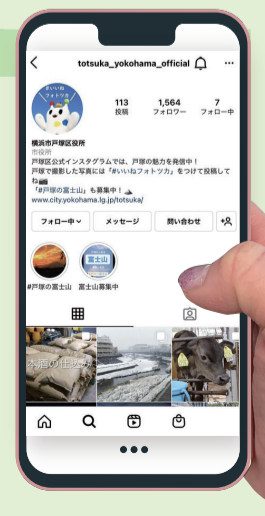 totsuka_yokohama_official
#いいね
フォトツカ
113
投稿
1,564
フォロワー
7
フォロー中
横浜市戸塚区役所
市役所
戸塚区公式インスタグラムでは、戸塚の魅力を発信中！
戸塚で撮影した写真には「#いいねフォトツカ」をつけて投稿して
ね📷
「#戸塚の富士山」も募集中！🗻
www.city.yokohama.lg.jp/totsuka/
フォロー中
メッセージ
問い合わせ
富士山
#戸塚の富士山
富士山募集中
本酒の仕込み